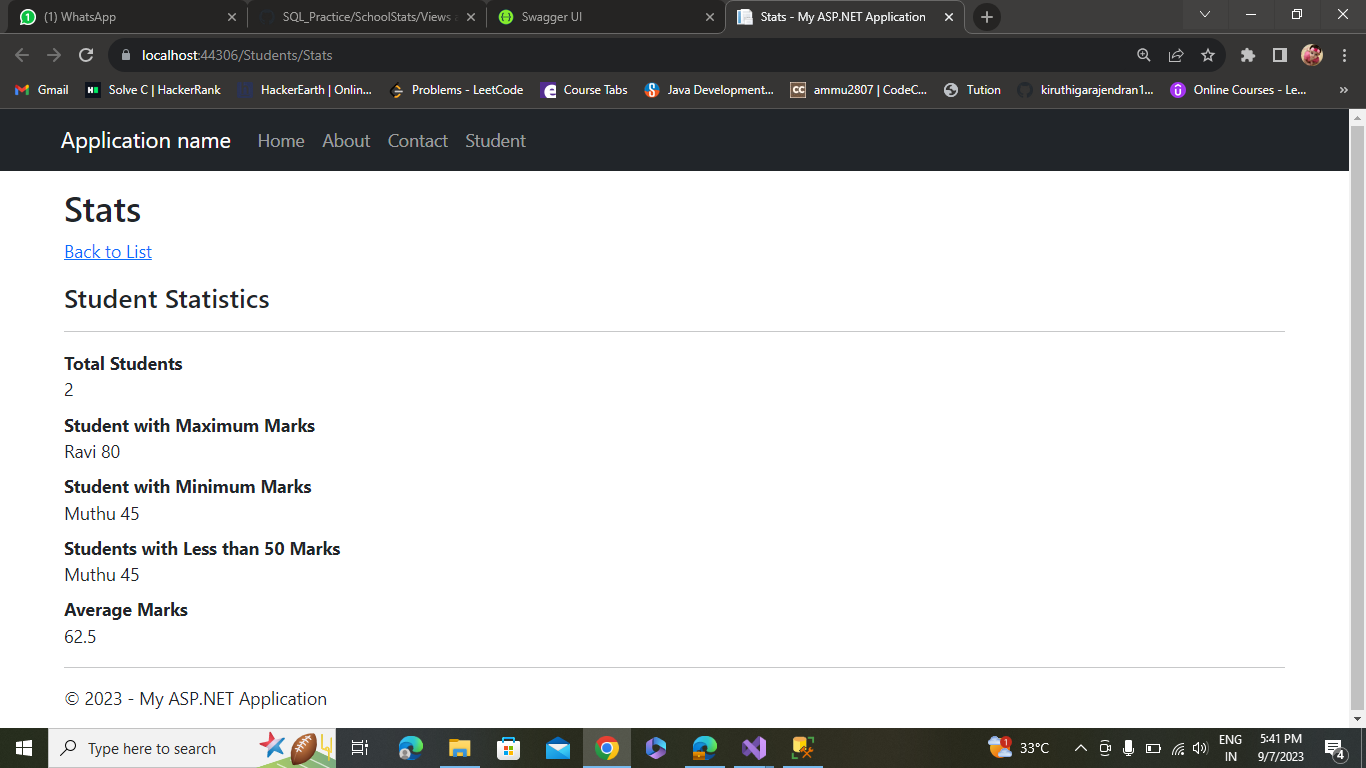 (1) WhatsApp
SQL_Practice/SchoolStats/Views
Swagger UI
Stats - My ASP.NET Application
localhost:44306/Students/Stats
Gmail
Solve C | HackerRank
HackerEarth | Onlin...
Problems - LeetCode
Course Tabs
Java Development...
CC
ammu2807 | CodeC...
Tution
kiruthigarajendran1...
Online Courses - Le...
»
Application name
Home
About
Contact
Student
Stats
Back to List
Student Statistics
Total Students
2
Student with Maximum Marks
Ravi 80
Student with Minimum Marks
Muthu 45
Students with Less than 50 Marks
Muthu 45
Average Marks
62.5
© 2023 - My ASP.NET Application
Type here to search
33°C
ENG
IN
5:41 PM
9/7/2023
4